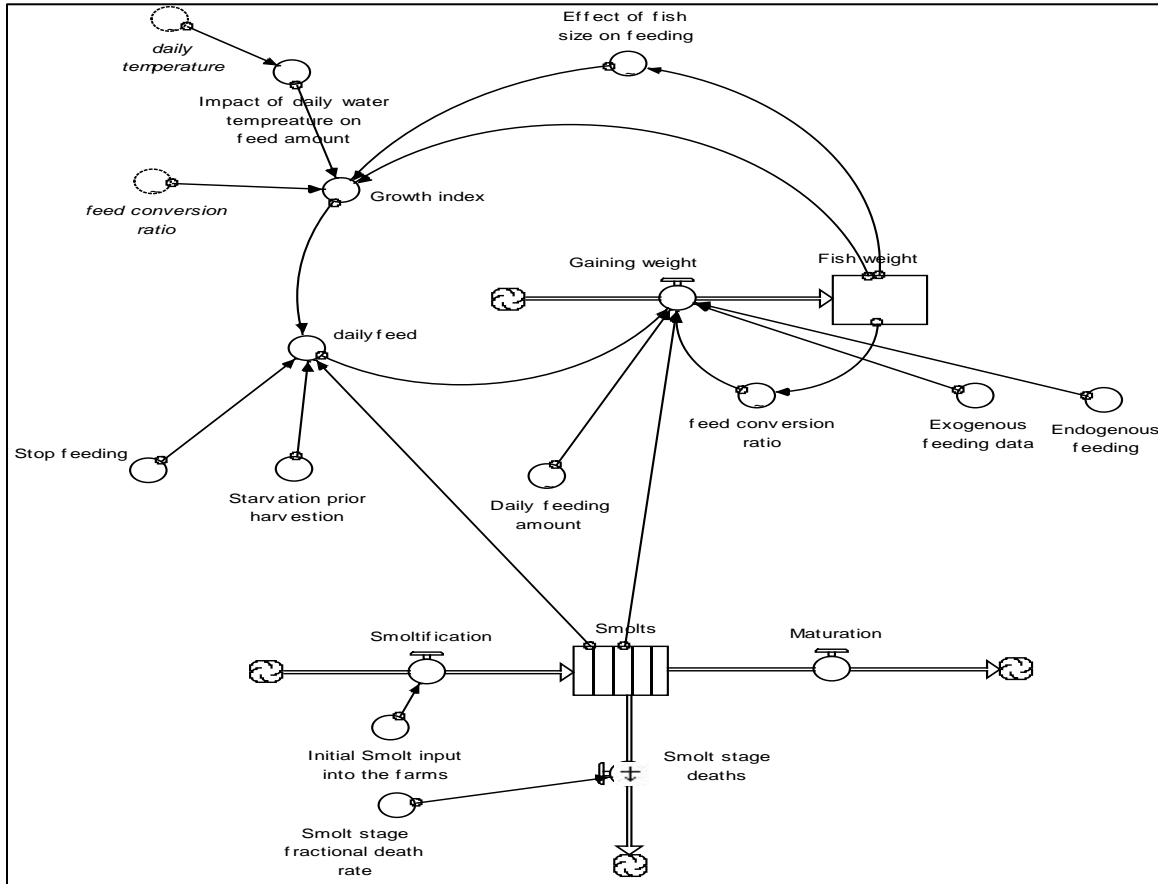 Effect of fish
size on feeding
daily
temperature
Impact of daily water
tempreature on
feed amount
feed conversion
ratio
Growth index
Gaining weight
Fish weight
dailyfeed
Stop feeding
Starvation prior
harvestion
Daily feeding
amount
feed conversion
ratio
Exogenous
feeding data
Endogenous
feeding
Smoltification
Smolts
Maturation
Initial Smolt input
into the farms
Smolt stage
deaths
Smolt stage
fractional death
rate